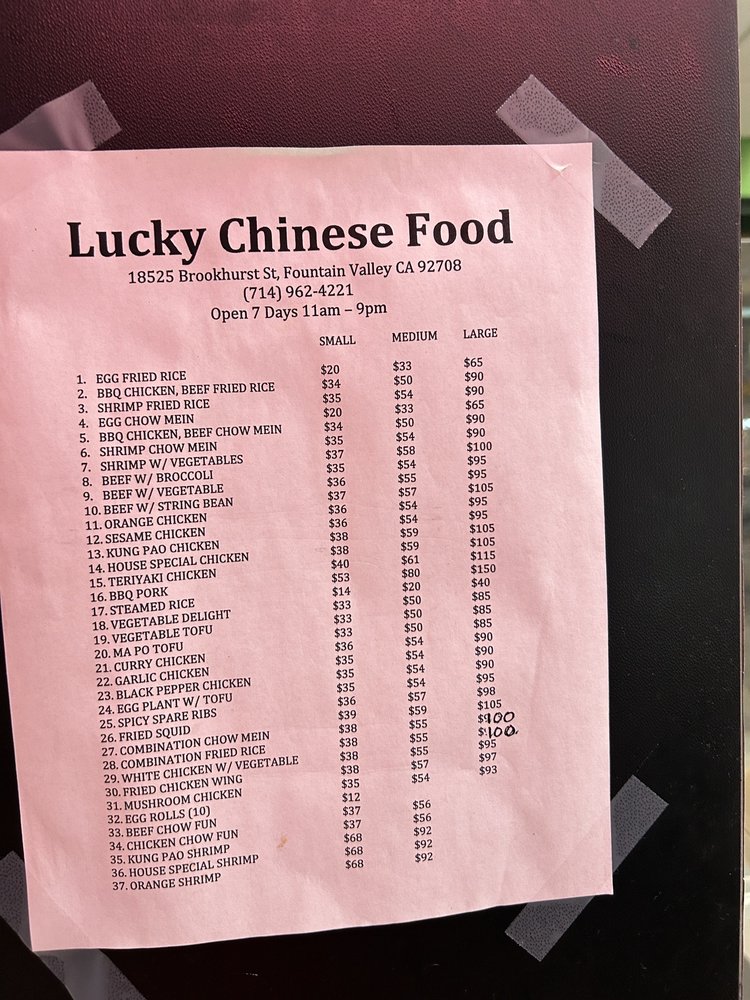 Lucky Chinese Food
18525 Brookhurst St, Fountain Valley CA 92708
(714) 962-4221
Open 7 Days 11am – 9pm
SMALL MEDIUM LARGE
1. EGG FRIED RICE $20 $33 $65
2. BBQ CHICKEN, BEEF FRIED RICE $34 $50 $90
3. SHRIMP FRIED RICE $35 $54 $90
4. EGG CHOW MEIN $20 $33 $65
5. BBQ CHICKEN, BEEF CHOW MEIN $34 $50 $90
6. SHRIMP CHOW MEIN $35 $54 $90
7. SHRIMP W/ VEGETABLES $37 $58 $100
8. BEEF W/ BROCCOLI $35 $54 $95
9. BEEF W/ VEGETABLE $36 $55 $95
10. BEEF W/ STRING BEAN $37 $57 $105
11. ORANGE CHICKEN $36 $54 $95
12. SESAME CHICKEN $36 $54 $95
13. KUNG PAO CHICKEN $38 $59 $105
14. HOUSE SPECIAL CHICKEN $38 $59 $105
15. TERIYAKI CHICKEN $40 $61 $115
16. BBQ PORK $53 $80 $150
17. STEAMED RICE $14 $20 $40
18. VEGETABLE DELIGHT $33 $50 $85
19. VEGETABLE TOFU $33 $50 $85
20. MA PO TOFU $33 $50 $85
21. CURRY CHICKEN $36 $54 $90
22. GARLIC CHICKEN $35 $54 $90
23. BLACK PEPPER CHICKEN $35 $54 $90
24. EGG PLANT W/ TOFU $35 $54 $95
25. SPICY SPARE RIBS $36 $57 $98
26. FRIED SQUID $39 $59 $105
27. COMBINATION CHOW MEIN $38 $55 $100
28. COMBINATION FRIED RICE $38 $55 $100
29. WHITE CHICKEN W/ VEGETABLE $38 $55 $95
30. FRIED CHICKEN WING $38 $57 $97
31. MUSHROOM CHICKEN $35 $54 $93
32. EGG ROLLS (10) $12
33. BEEF CHOW FUN $37 $56
34. CHICKEN CHOW FUN $37 $56
35. KUNG PAO SHRIMP $68 $92
36. HOUSE SPECIAL SHRIMP $68 $92
37. ORANGE SHRIMP $68 $92